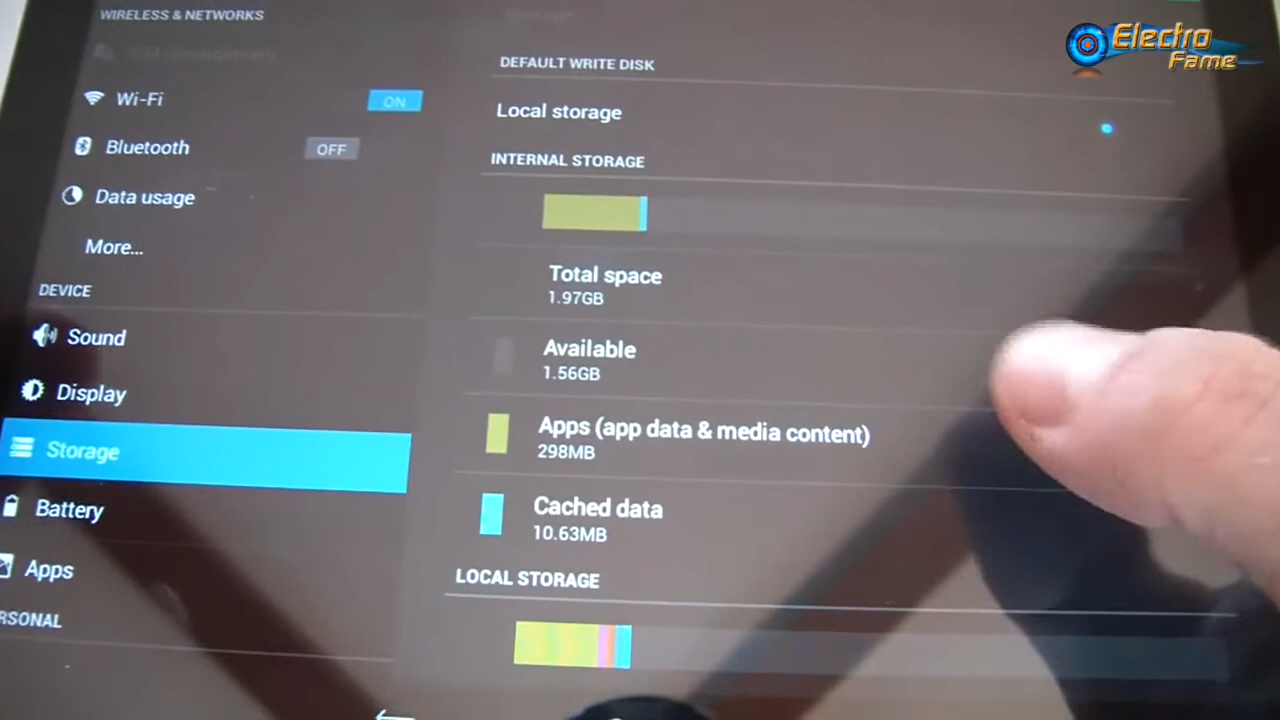 WIRELESS & NETWORKS
Wi-Fi
ON
Bluetooth
OFF
Data usage
More...
DEVICE
Sound
Display
Storage
Battery
Apps
RSONAL
DEFAULT WRITE DISK
Local storage
INTERNAL STORAGE
Total space
1.97GB
Available
1.56GB
Apps (app data & media content)
298MB
Cached data
10.63MB
LOCAL STORAGE
Electro
Fame